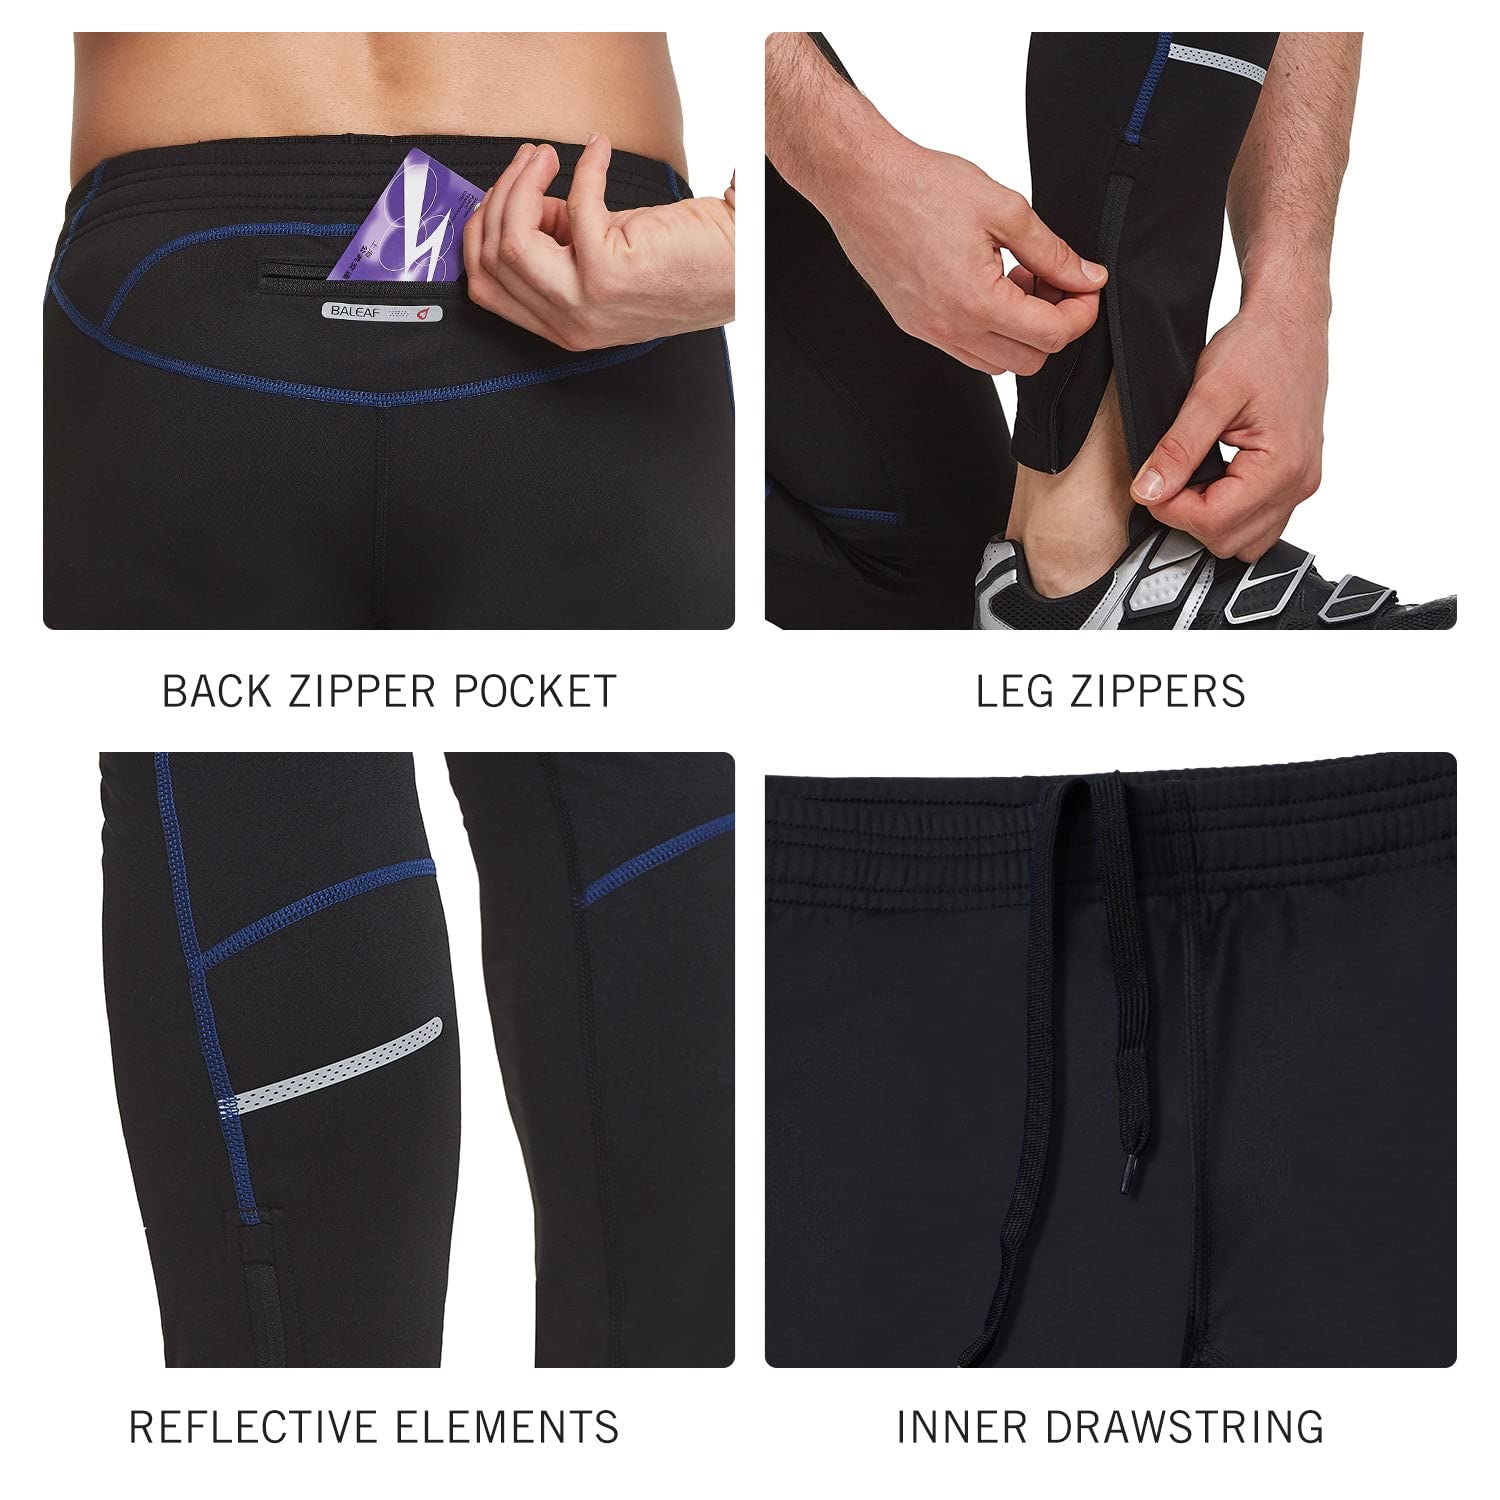 BALEAF
BACK ZIPPER POCKET
LEG ZIPPERS
REFLECTIVE ELEMENTS
INNER DRAWSTRING